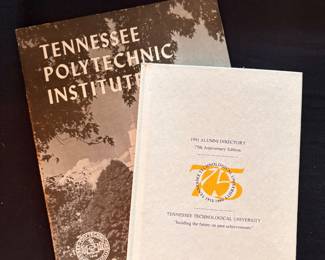 TENNESSEE
POLYTECHNIC
INSTITUTE
1991 ALUMNI DIRECTORY
75th Anniversary Edition
75
TENNESSEE TECHNOLOGICAL UNIVERSITY
"building the future on past achievements"